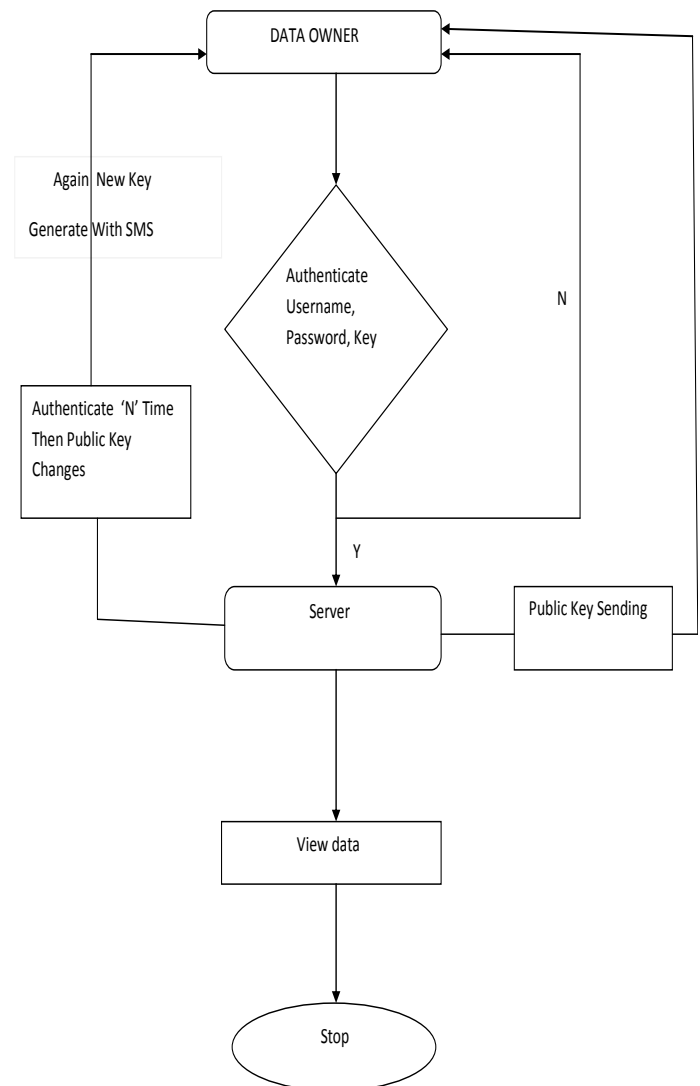 DATA OWNER
Again New Key
Generate With SMS
Authenticate
Username,
Password, Key
N
Authenticate 'N' Time
Then Public Key
Changes
Y
Server
Public Key Sending
View data
Stop